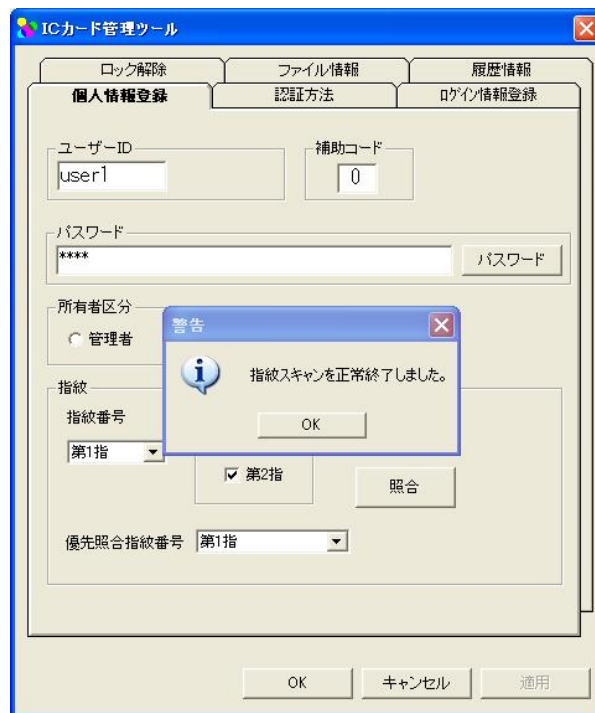 ICカード管理ツール
ロック解除
ファイル情報
履歴情報
個人情報登録
認証方法
ログイン情報登録
ユーザーID
user1
補助コード
0
パスワード
****
パスワード
所有者区分
管理者
警告
指紋スキャンを正常終了しました。
OK
指紋
指紋番号
第1指
第2指
照合
優先照合指紋番号
第1指
OK
キャンセル
適用